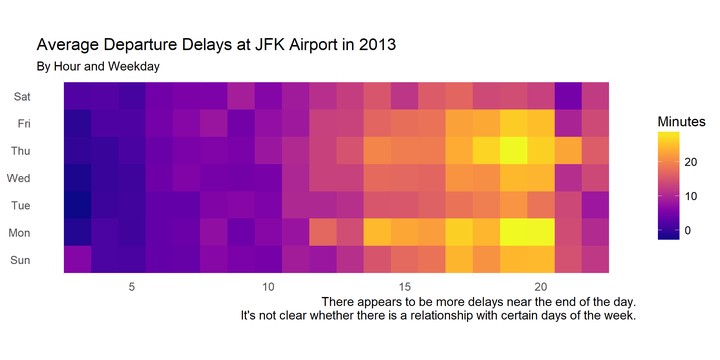 Average Departure Delays at JFK Airport in 2013
By Hour and Weekday
Sat
Fri
Thu
Wed
Tue
Mon
Sun
5 10 15 20
Minutes
20
10
0
There appears to be more delays near the end of the day.
It's not clear whether there is a relationship with certain days of the week.